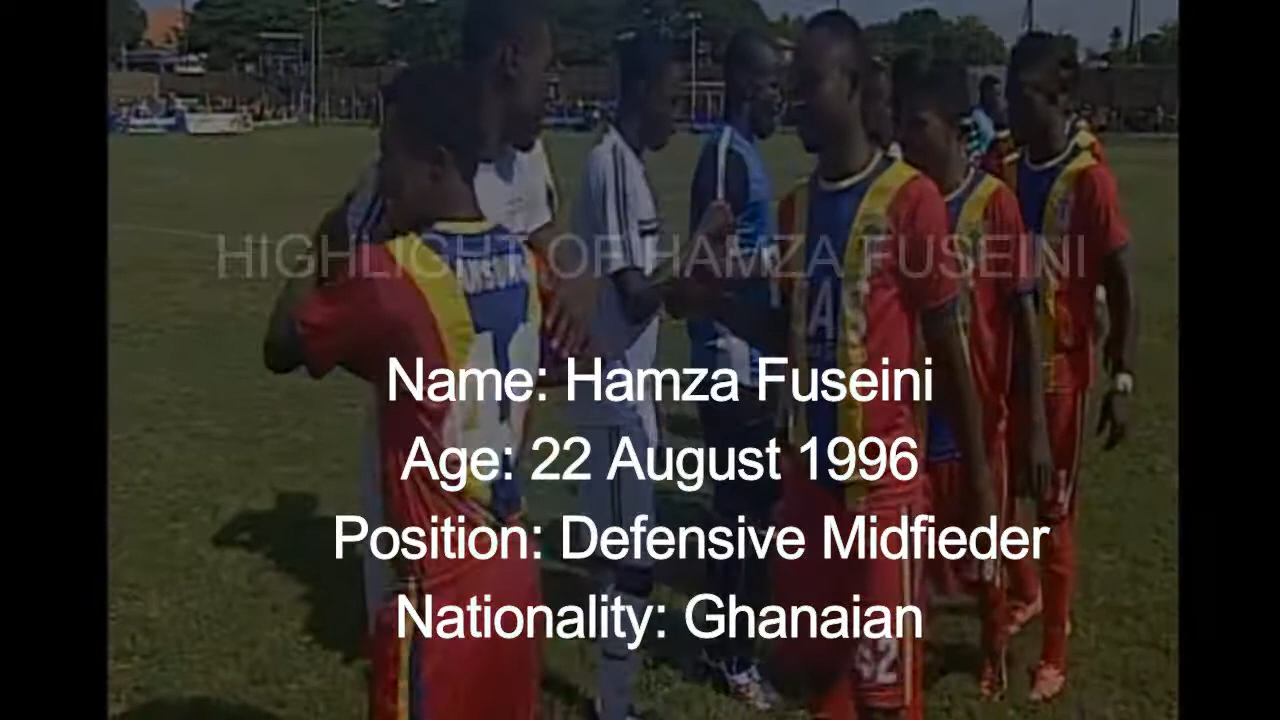 HIGHLIGHT OF HAMZA FUSEINI
Name: Hamza Fuseini
Age: 22 August 1996
Position: Defensive Midfieder
Nationality: Ghanaian